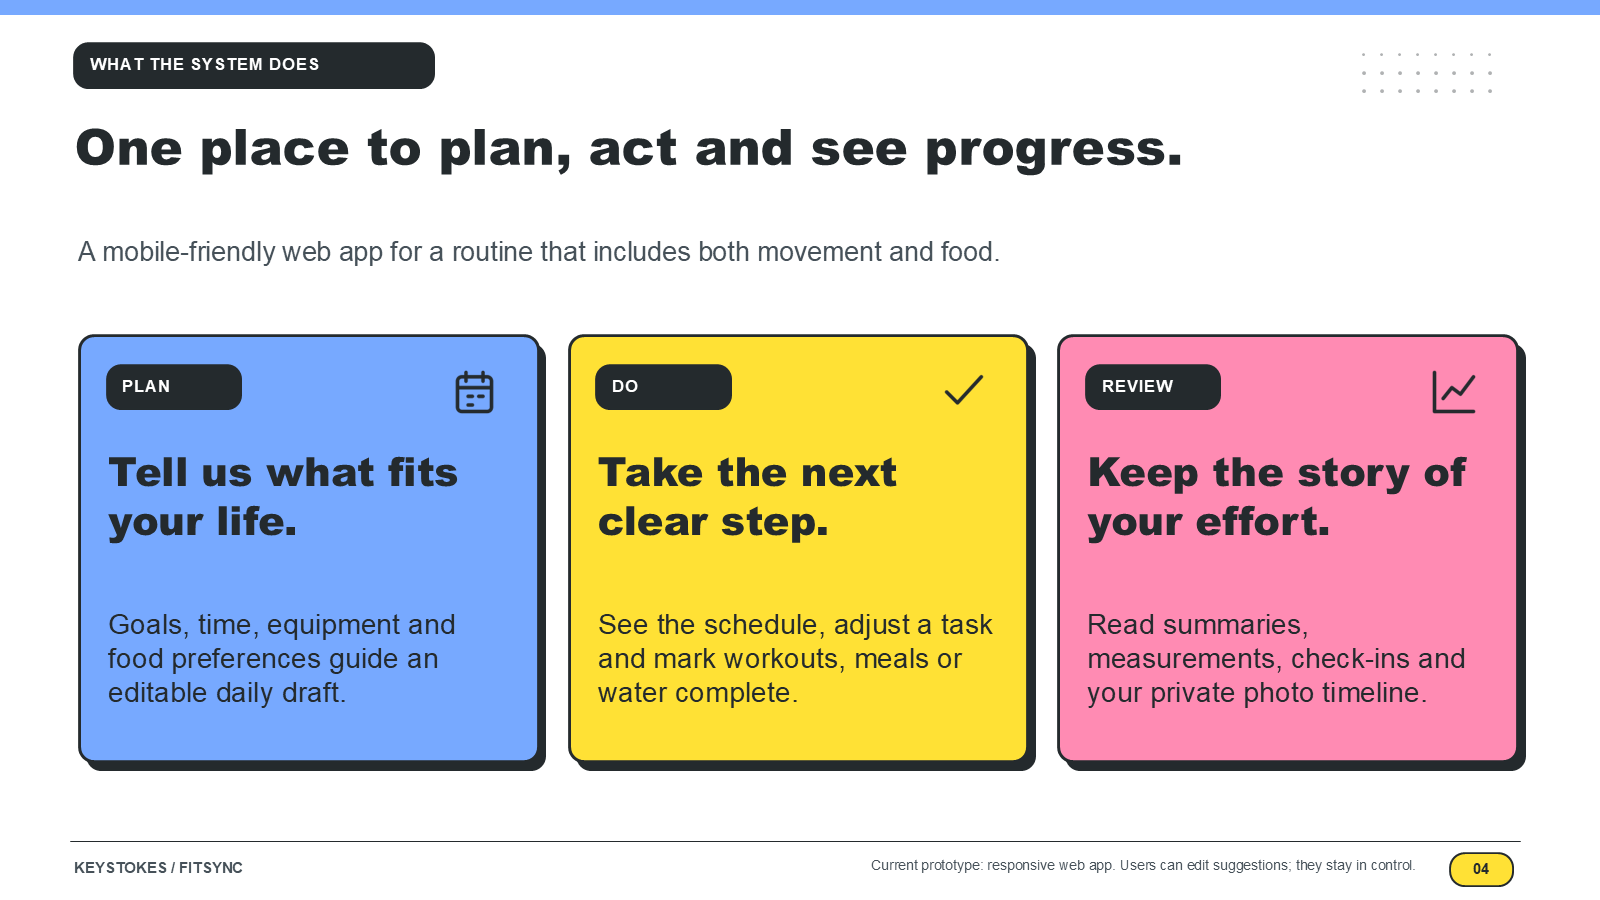 WHAT THE SYSTEM DOES
One place to plan, act and see progress.
A mobile-friendly web app for a routine that includes both movement and food.
PLAN
Tell us what fits
your life.
Goals, time, equipment and
food preferences guide an
editable daily draft.
DO
Take the next
clear step.
See the schedule, adjust a task
and mark workouts, meals or
water complete.
REVIEW
Keep the story of
your effort.
Read summaries,
measurements, check-ins and
your private photo timeline.
KEYSTOKES / FITSYNC
Current prototype: responsive web app. Users can edit suggestions; they stay in control.
04